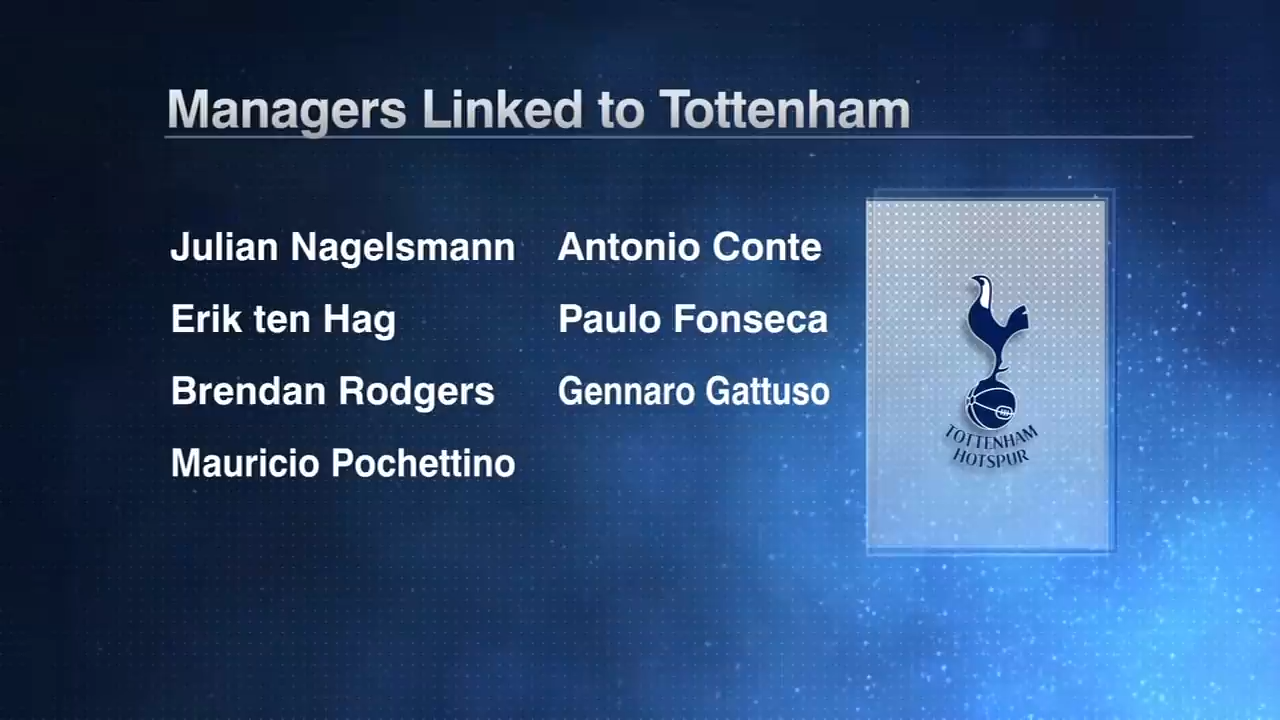 Managers Linked to Tottenham
Julian Nagelsmann
Erik ten Hag
Brendan Rodgers
Mauricio Pochettino
Antonio Conte
Paulo Fonseca
Gennaro Gattuso
TOTTENHAM
HOTSPUR